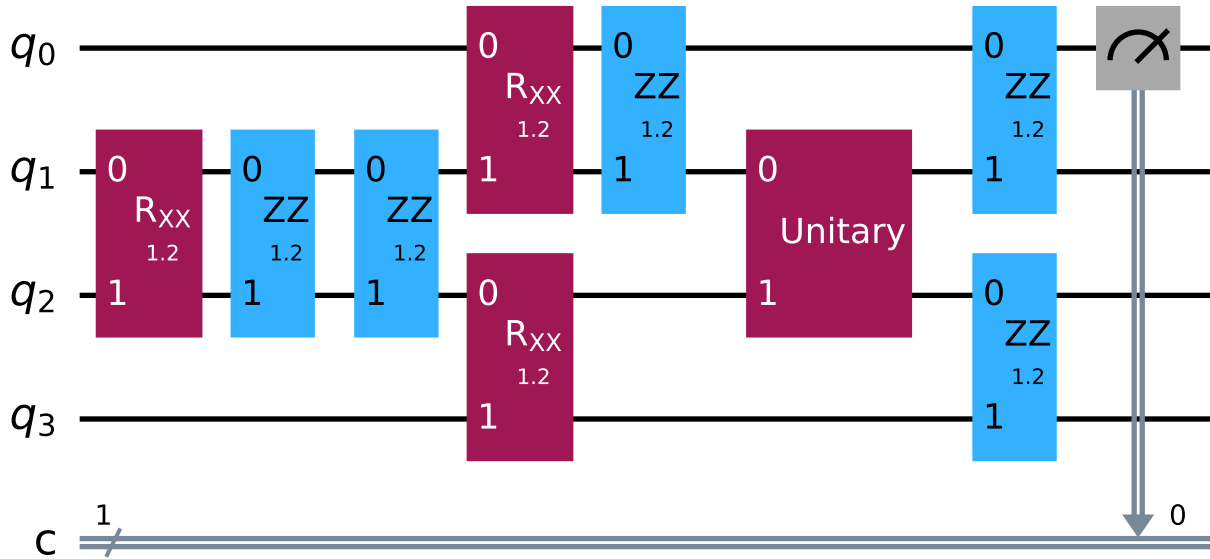 q0 0 0 0
RXX ZZ ZZ
1.2 1.2 1.2
q1 0 0 0 1 1 0 1
RXX ZZ ZZ Unitary
1.2 1.2 1.2
q2 1 1 1 0 1 0
RXX ZZ
1.2 1.2
q3 1 1
1 0
c